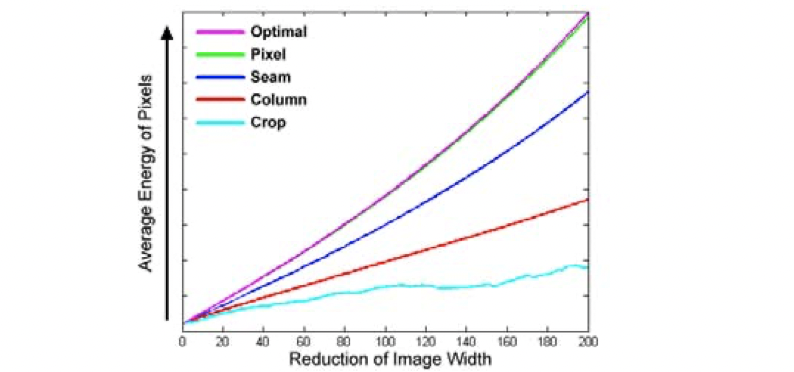 Optimal
Pixel
Seam
Column
Crop
Average Energy of Pixels
0 20 40 60 80 100 120 140 160 180 200
Reduction of Image Width